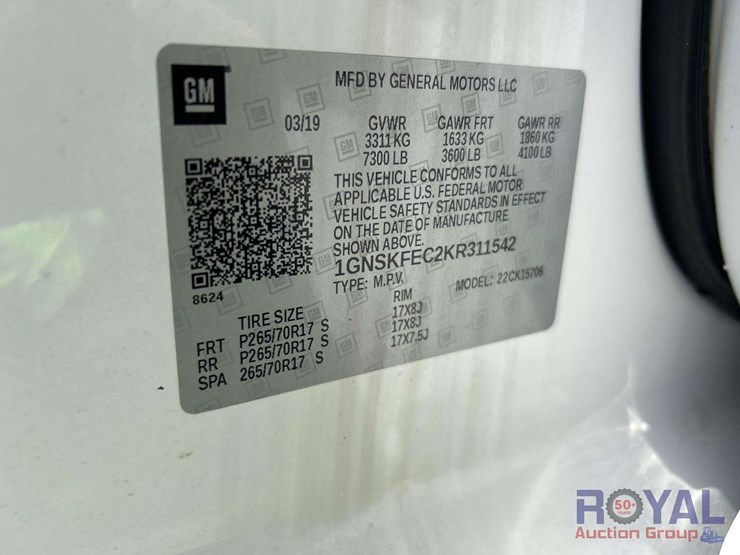 GM
MFD BY GENERAL MOTORS LLC
03/19 GVWR GAWR FRT GAWR RR
3311 KG 1633 KG 1860 KG
7300 LB 3600 LB 4100 LB
THIS VEHICLE CONFORMS TO ALL
APPLICABLE U.S. FEDERAL MOTOR
VEHICLE SAFETY STANDARDS IN EFFECT
ON THE DATE OF MANUFACTURE
SHOWN ABOVE.
1GNSKFEC2KR311542
TYPE: M.P.V. MODEL: 22CK15706
8624
TIRE SIZE RIM
FRT P265/70R17 S 17X8J
RR P265/70R17 S 17X8J
SPA 265/70R17 S 17X7.5J
ROYAL
50+
YEARS
Auction Group